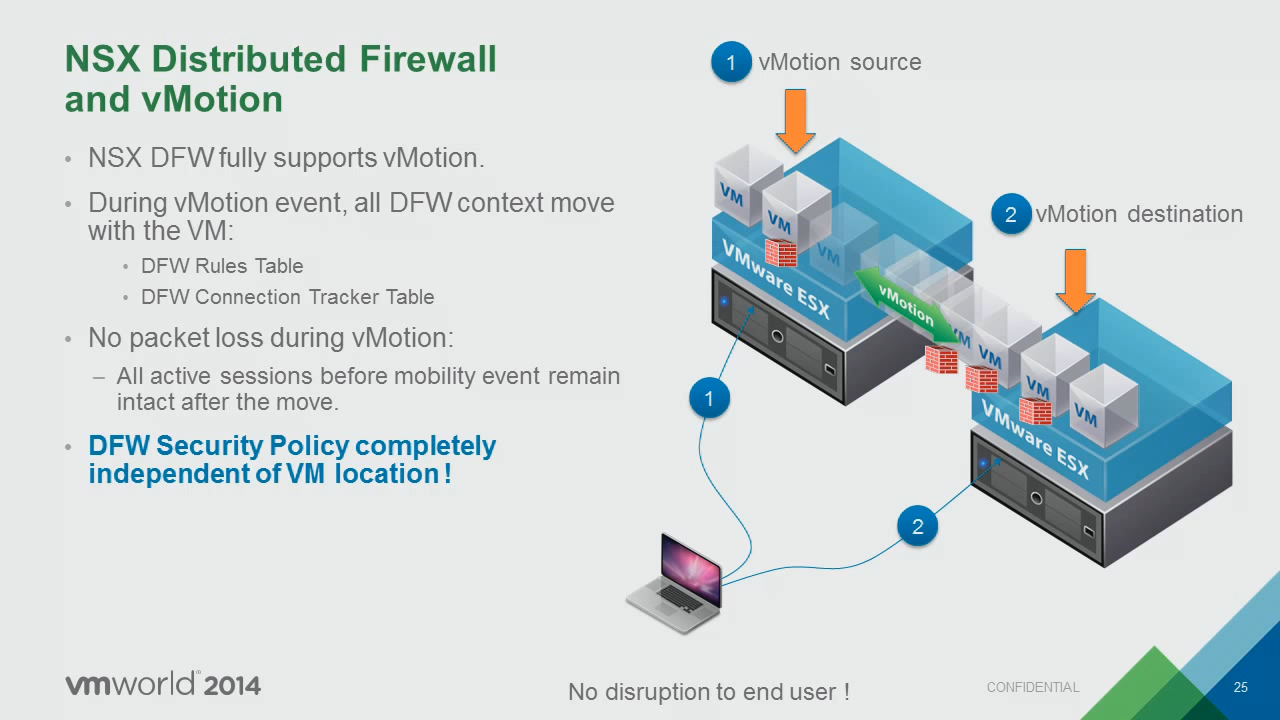 NSX Distributed Firewall
and vMotion
• NSX DFW fully supports vMotion.
• During vMotion event, all DFW context move
with the VM:
• DFW Rules Table
• DFW Connection Tracker Table
• No packet loss during vMotion:
– All active sessions before mobility event remain
intact after the move.
• DFW Security Policy completely
independent of VM location !
1 vMotion source
2 vMotion destination
VM
VM
VM
VMware ESX
vMotion
VM
VM
VM
VM
VMware ESX
1
2
No disruption to end user !
vmworld® 2014
CONFIDENTIAL
25